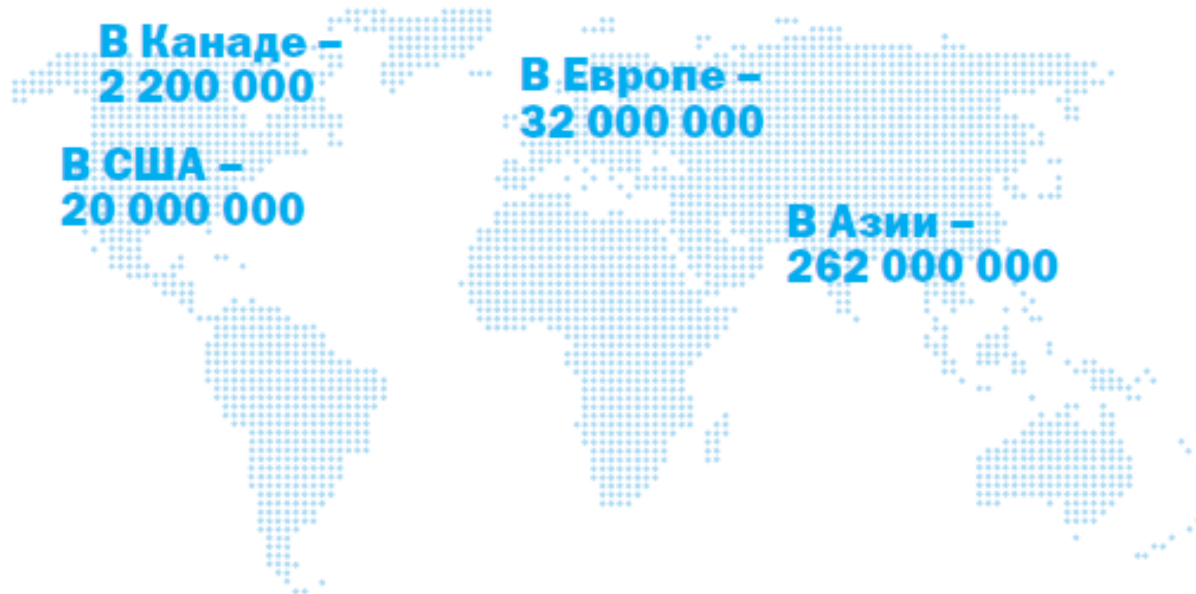 В Канаде –
2 200 000
В Европе –
32 000 000
В США –
20 000 000
В Азии –
262 000 000